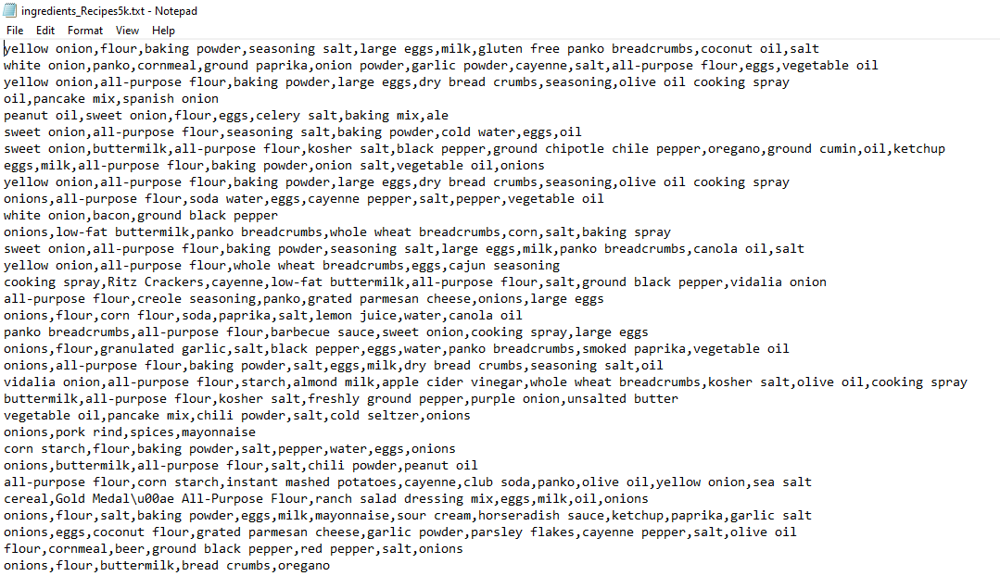 ingredients_Recipes5k.txt - Notepad
File Edit Format View Help
yellow onion,flour,baking powder,seasoning salt,large eggs,milk,gluten free panko breadcrumbs,coconut oil,salt
white onion,panko,cornmeal,ground paprika,onion powder,garlic powder,cayenne,salt,all-purpose flour,eggs,vegetable oil
yellow onion,all-purpose flour,baking powder,large eggs,dry bread crumbs,seasoning,olive oil cooking spray
oil,pancake mix,spanish onion
peanut oil,sweet onion,flour,eggs,celery salt,baking mix,ale
sweet onion,all-purpose flour,seasoning salt,baking powder,cold water,eggs,oil
sweet onion,buttermilk,all-purpose flour,kosher salt,black pepper,ground chipotle chile pepper,oregano,ground cumin,oil,ketchup
eggs,milk,all-purpose flour,baking powder,onion salt,vegetable oil,onions
yellow onion,all-purpose flour,baking powder,large eggs,dry bread crumbs,seasoning,olive oil cooking spray
onions,all-purpose flour,soda water,eggs,cayenne pepper,salt,pepper,vegetable oil
white onion,bacon,ground black pepper
onions,low-fat buttermilk,panko breadcrumbs,whole wheat breadcrumbs,corn,salt,baking spray
sweet onion,all-purpose flour,baking powder,seasoning salt,large eggs,milk,panko breadcrumbs,canola oil,salt
yellow onion,all-purpose flour,whole wheat breadcrumbs,eggs,cajun seasoning
cooking spray,Ritz Crackers,cayenne,low-fat buttermilk,all-purpose flour,salt,ground black pepper,vidalia onion
all-purpose flour,creole seasoning,panko,grated parmesan cheese,onions,large eggs
onions,flour,corn flour,soda,paprika,salt,lemon juice,water,canola oil
panko breadcrumbs,all-purpose flour,barbecue sauce,sweet onion,cooking spray,large eggs
onions,flour,granulated garlic,salt,black pepper,eggs,water,panko breadcrumbs,smoked paprika,vegetable oil
onions,all-purpose flour,baking powder,salt,eggs,milk,dry bread crumbs,seasoning salt,oil
vidalia onion,all-purpose flour,starch,almond milk,apple cider vinegar,whole wheat breadcrumbs,kosher salt,olive oil,cooking spray
buttermilk,all-purpose flour,kosher salt,freshly ground pepper,purple onion,unsalted butter
vegetable oil,pancake mix,chili powder,salt,cold seltzer,onions
onions,pork rind,spices,mayonnaise
corn starch,flour,baking powder,salt,pepper,water,eggs,onions
onions,buttermilk,all-purpose flour,salt,chili powder,peanut oil
all-purpose flour,corn starch,instant mashed potatoes,cayenne,club soda,panko,olive oil,yellow onion,sea salt
cereal,Gold Medal\u00ae All-Purpose Flour,ranch salad dressing mix,eggs,milk,oil,onions
onions,flour,salt,baking powder,eggs,milk,mayonnaise,sour cream,horseradish sauce,ketchup,paprika,garlic salt
onions,eggs,coconut flour,grated parmesan cheese,garlic powder,parsley flakes,cayenne pepper,salt,olive oil
flour,cornmeal,beer,ground black pepper,red pepper,salt,onions
onions,flour,buttermilk,bread crumbs,oregano